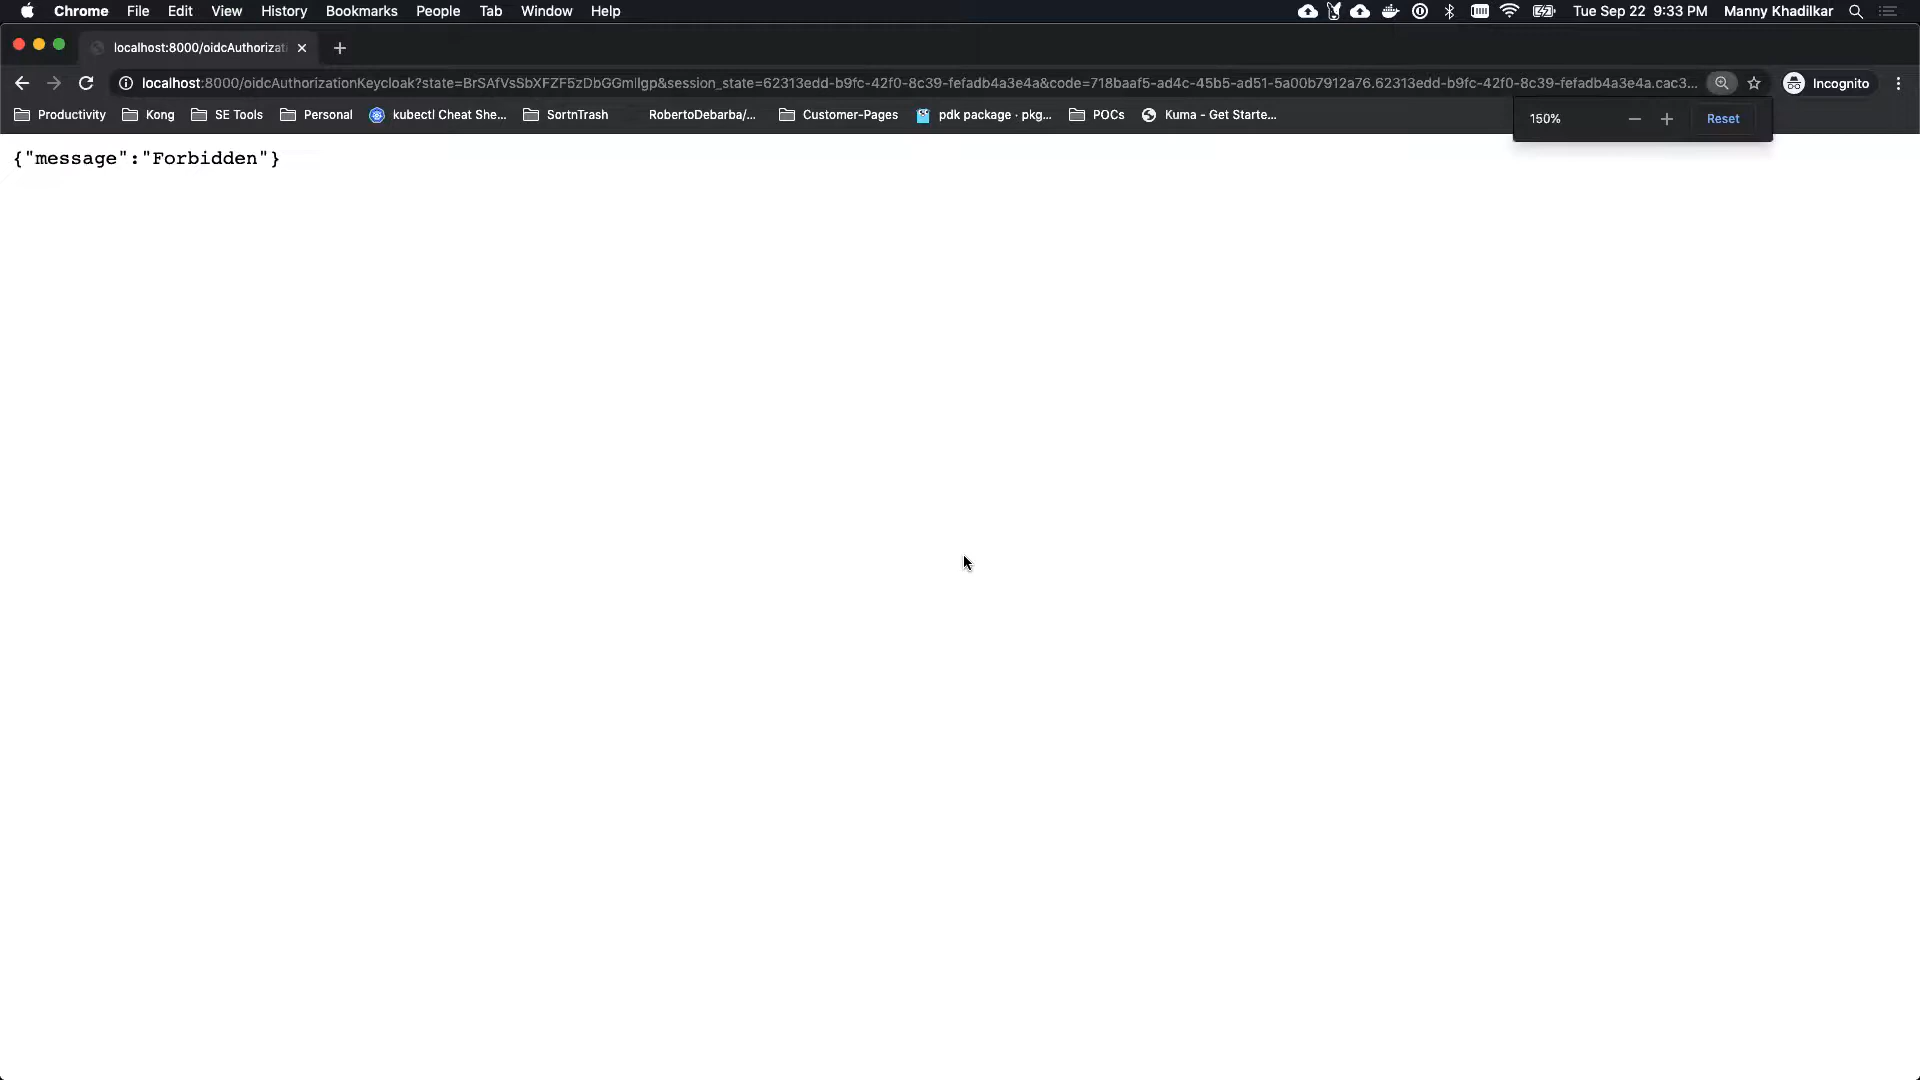 Chrome File Edit View History Bookmarks People Tab Window Help Tue Sep 22 9:33 PM Manny Khadilkar
localhost:8000/oidcAuthorizati
localhost:8000/oidcAuthorizationKeycloak?state=BrSAfVsSbXFZF5zDbGGmIlgp&session_state=62313edd-b9fc-42f0-8c39-fefadb4a3e4a&code=718baaf5-ad4c-45b5-ad51-5a00b7912a76.62313edd-b9fc-42f0-8c39-fefadb4a3e4a.cac3... Incognito
Productivity Kong SE Tools Personal kubectl Cheat She... SortnTrash RobertoDebarba/... Customer-Pages pdk package · pkg... POCs Kuma - Get Starte...
150% Reset
{"message":"Forbidden"}